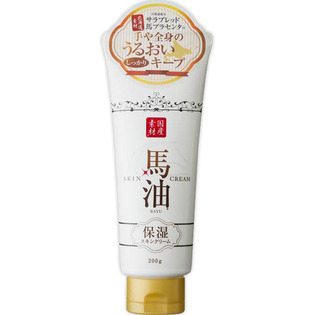 サラブレッド
馬プラセンタ
手や全身の
うるおい
しっかりキープ
国産
素材
馬油
SKIN CREAM
BAYU
保湿
スキンクリーム
200g